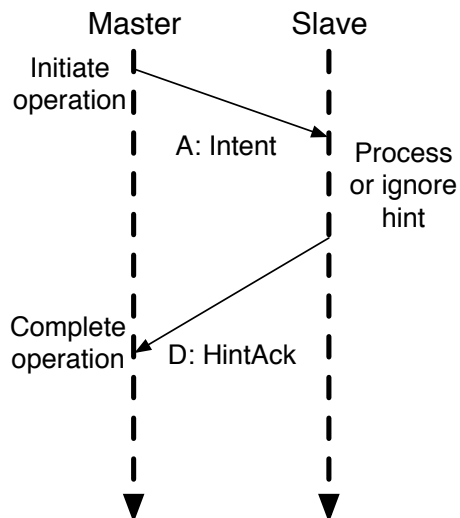 Master
Slave
Initiate
operation
A: Intent
Process
or ignore
hint
Complete
operation
D: HintAck